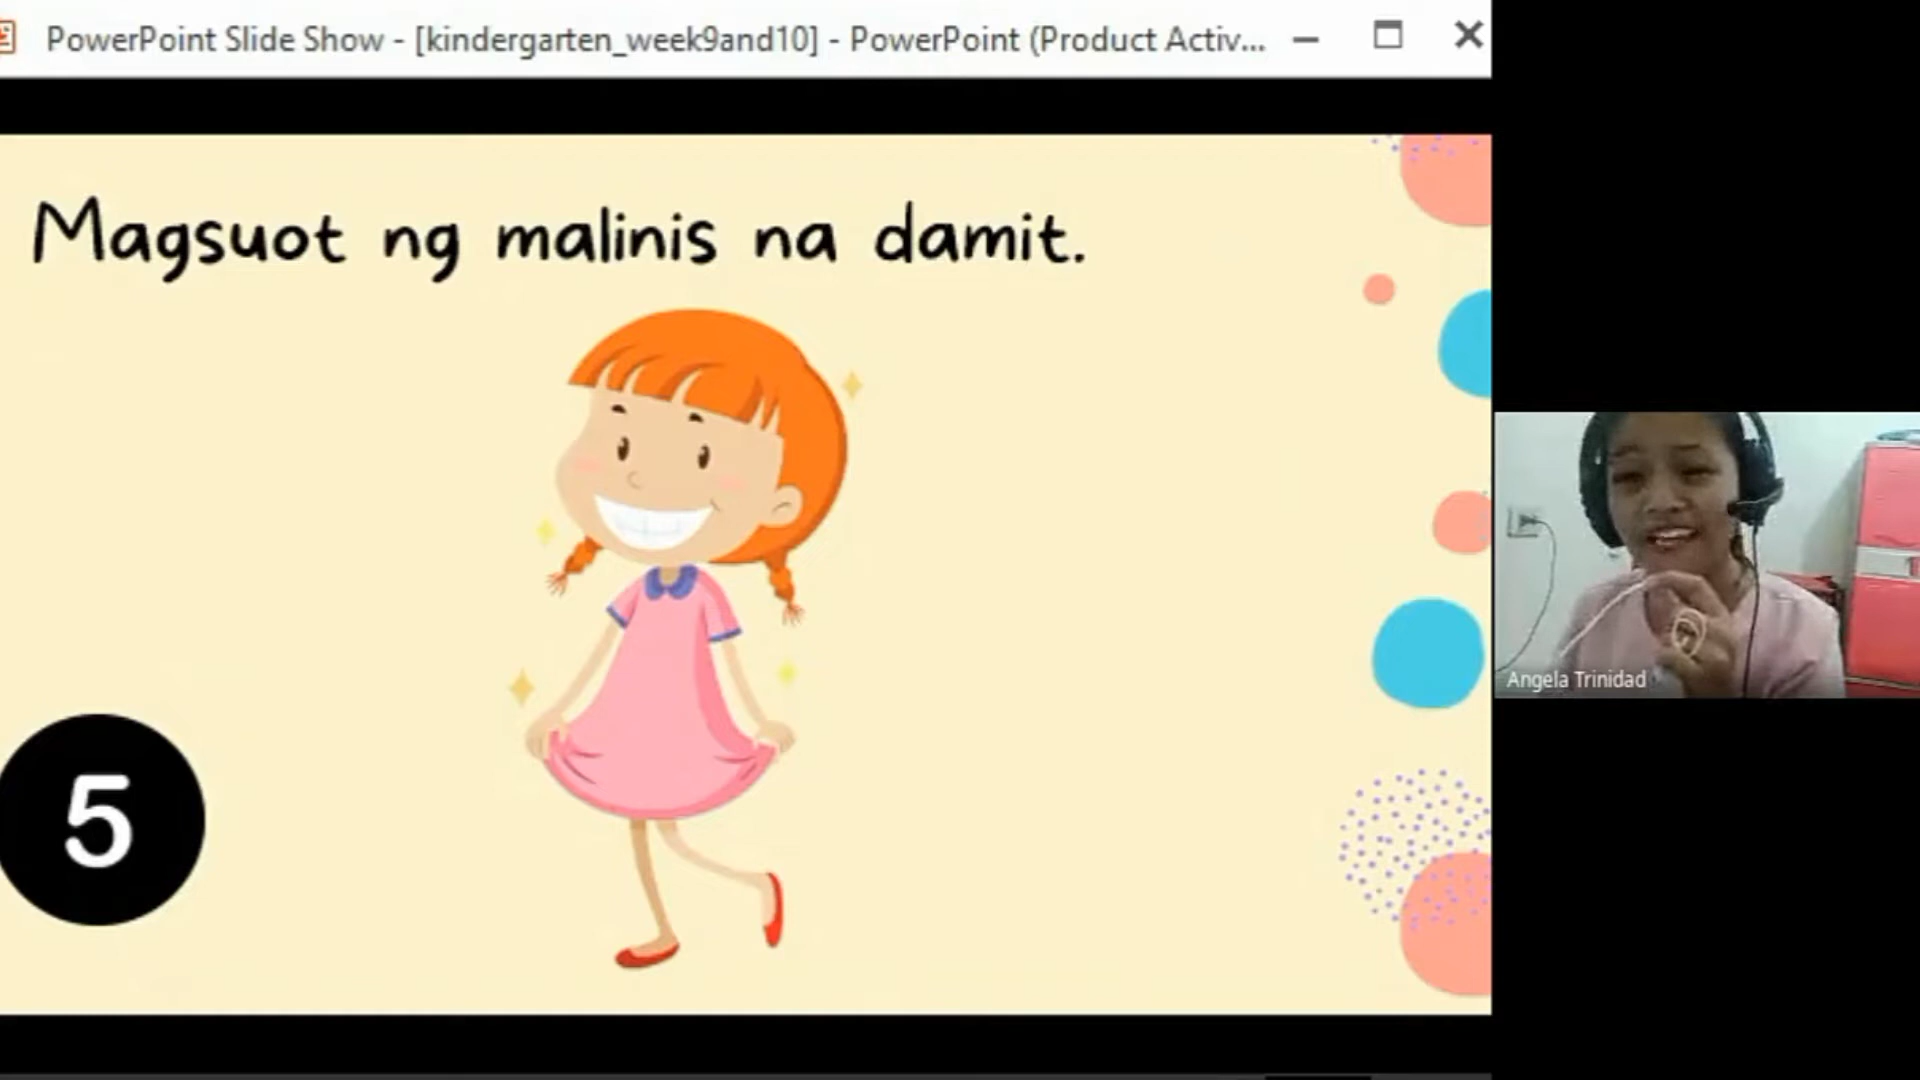 PowerPoint Slide Show - [kindergarten_week9and10] - PowerPoint (Product Activ...
Magsuot ng malinis na damit.
5
Angela Trinidad